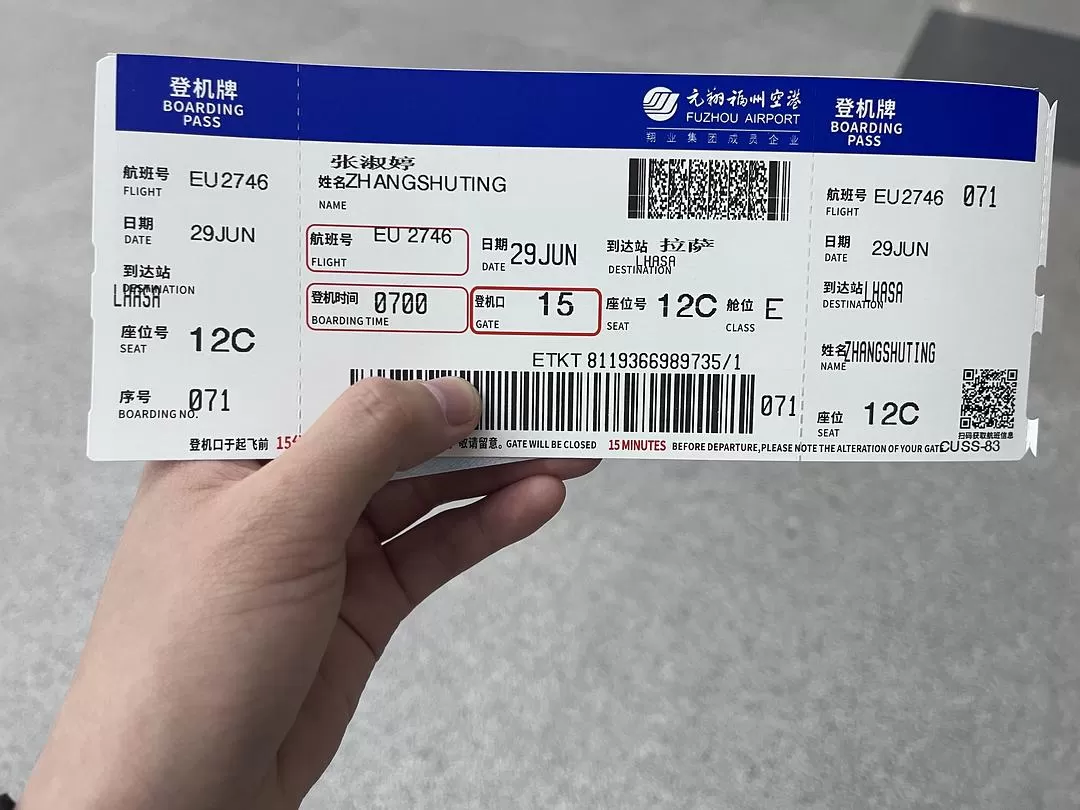 登机牌
BOARDING
PASS
元翔福州空港
FUZHOU AIRPORT
翔业集团成员企业
登机牌
BOARDING
PASS
航班号 EU2746
FLIGHT
日期 29JUN
DATE
到达站
DESTINATION
LHASA
座位号 12C
SEAT
序号 071
BOARDING NO.
张淑婷
姓名ZHANGSHUTING
NAME
航班号 EU 2746
FLIGHT
日期 29JUN
DATE
到达站 拉萨
LHASA
DESTINATION
登机时间 0700
BOARDING TIME
登机口 15
GATE
座位号 12C
SEAT
舱位 E
CLASS
ETKT 8119366989735/1
071
登机口于起飞前 15 敬请留意。GATE WILL BE CLOSED 15 MINUTES BEFORE DEPARTURE,PLEASE NOTE THE ALTERATION OF YOUR GATE
航班号 EU2746 071
FLIGHT
日期 29JUN
DATE
到达站 LHASA
DESTINATION
姓名ZHANGSHUTING
NAME
座位 12C
SEAT
扫码获取航班信息
CUSS-83